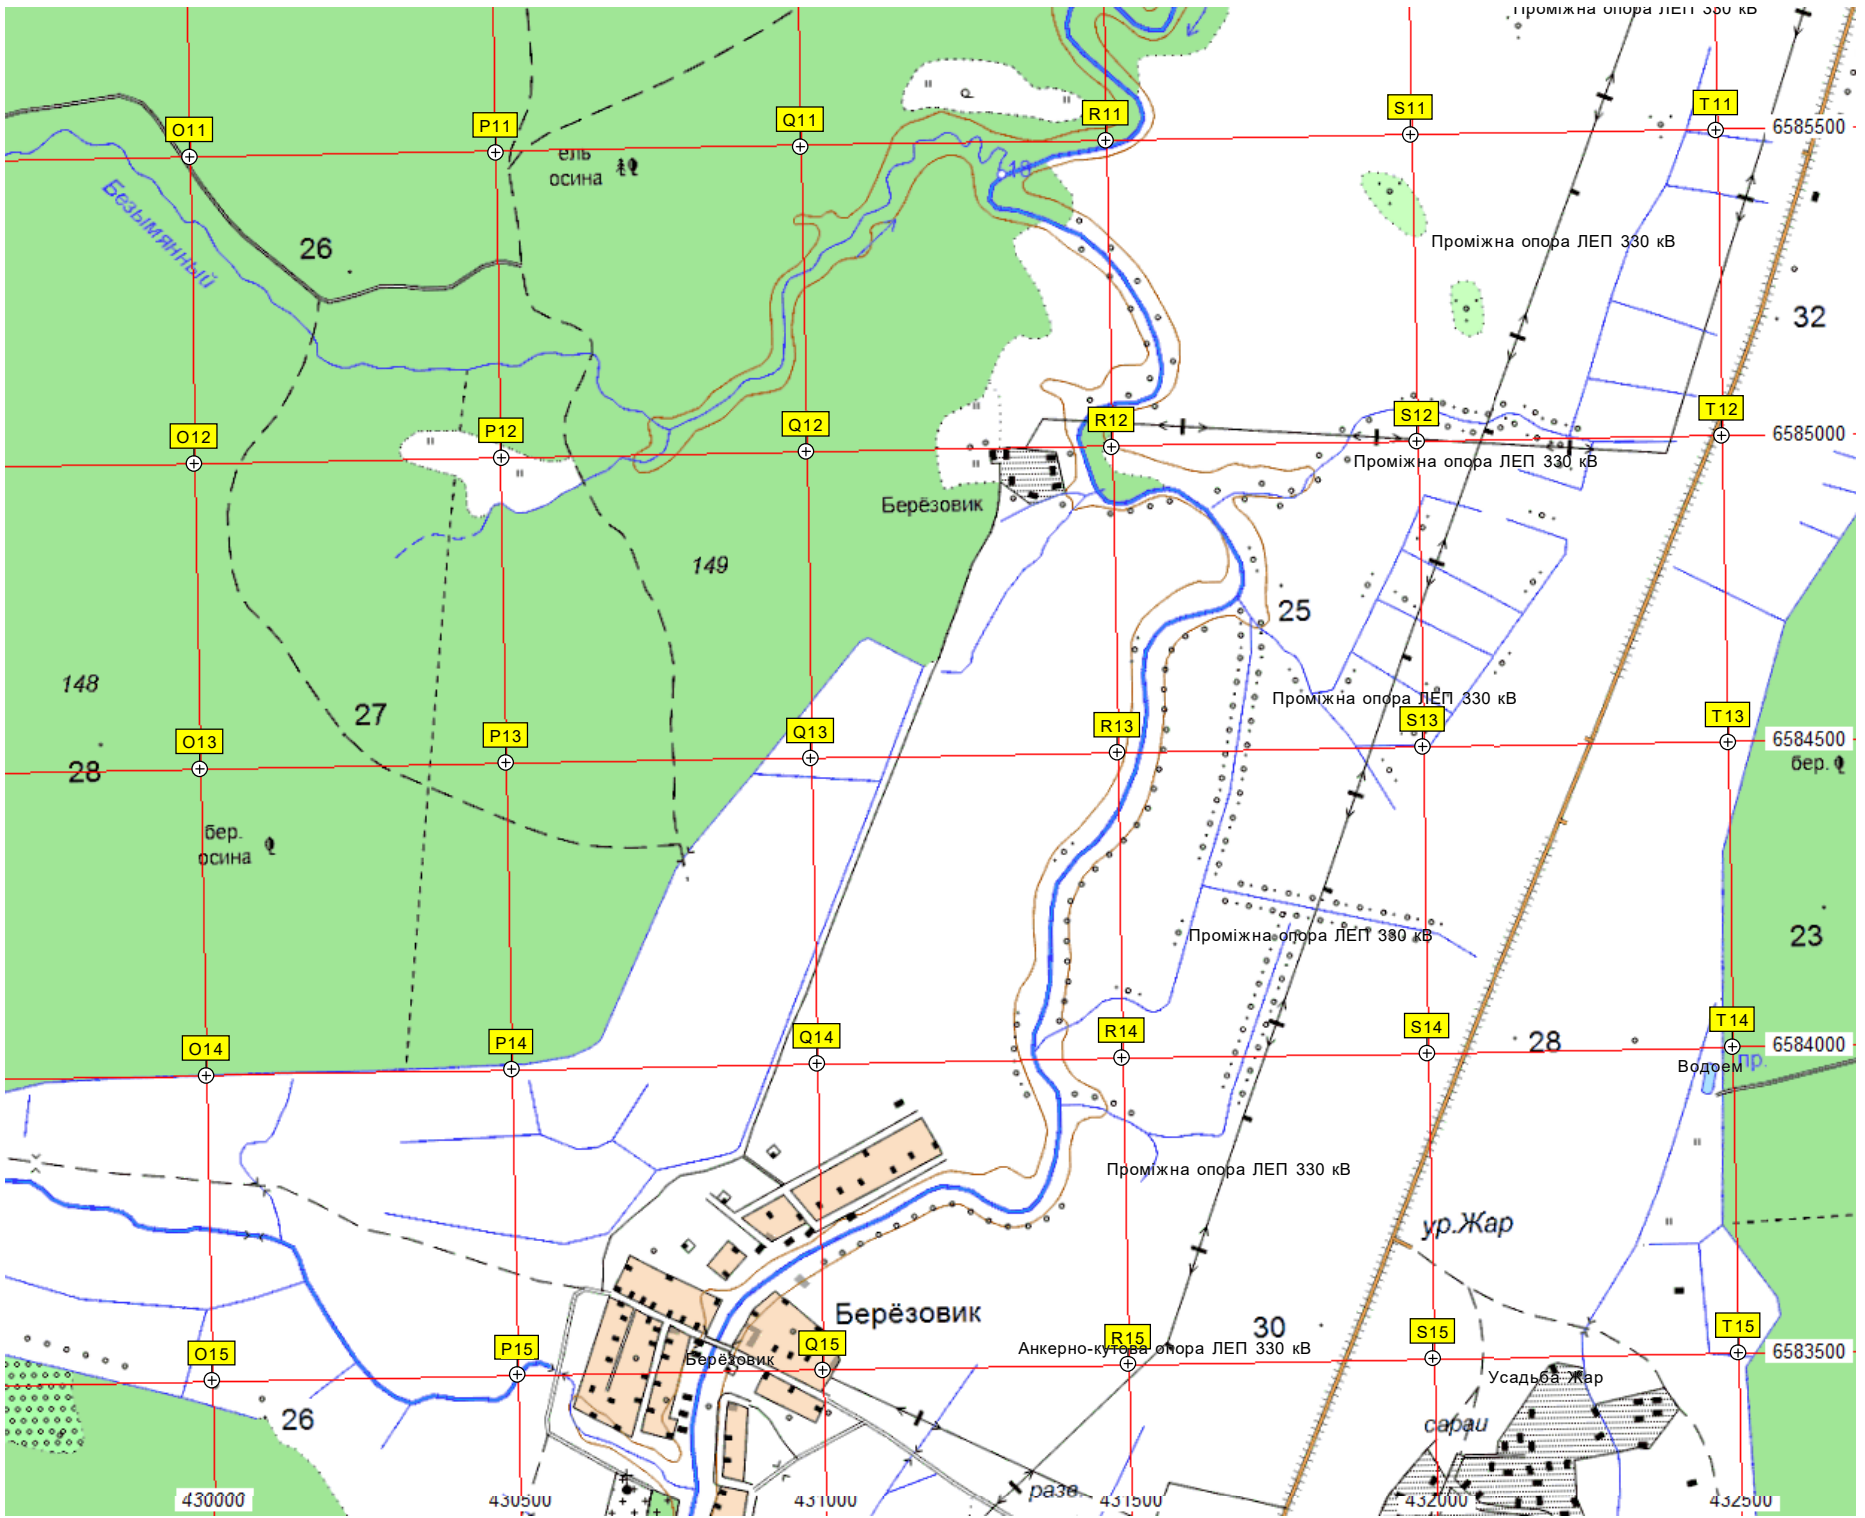 Проміжна опора ЛЕП 330 кВ
O11
P11
Q11
R11
S11
T11
6585500
ель
осина
18
Безымянный
26
Проміжна опора ЛЕП 330 кВ
32
O12
P12
Q12
R12
S12
T12
6585000
Проміжна опора ЛЕП 330 кВ
Берёзовик
149
25
148
27
Проміжна опора ЛЕП 330 кВ
O13
P13
Q13
R13
S13
T13
6584500
28
бер.
бер.
осина
Проміжна опора ЛЕП 330 кВ
23
O14
P14
Q14
R14
S14
T14
6584000
28
Водоем
пр.
Проміжна опора ЛЕП 330 кВ
ур.Жар
Берёзовик
30
O15
P15
Q15
R15
S15
T15
6583500
Анкерно-кутова опора ЛЕП 330 кВ
Берёзовик
Усадьба Жар
26
сараи
разв.
430000
430500
431000
431500
432000
432500